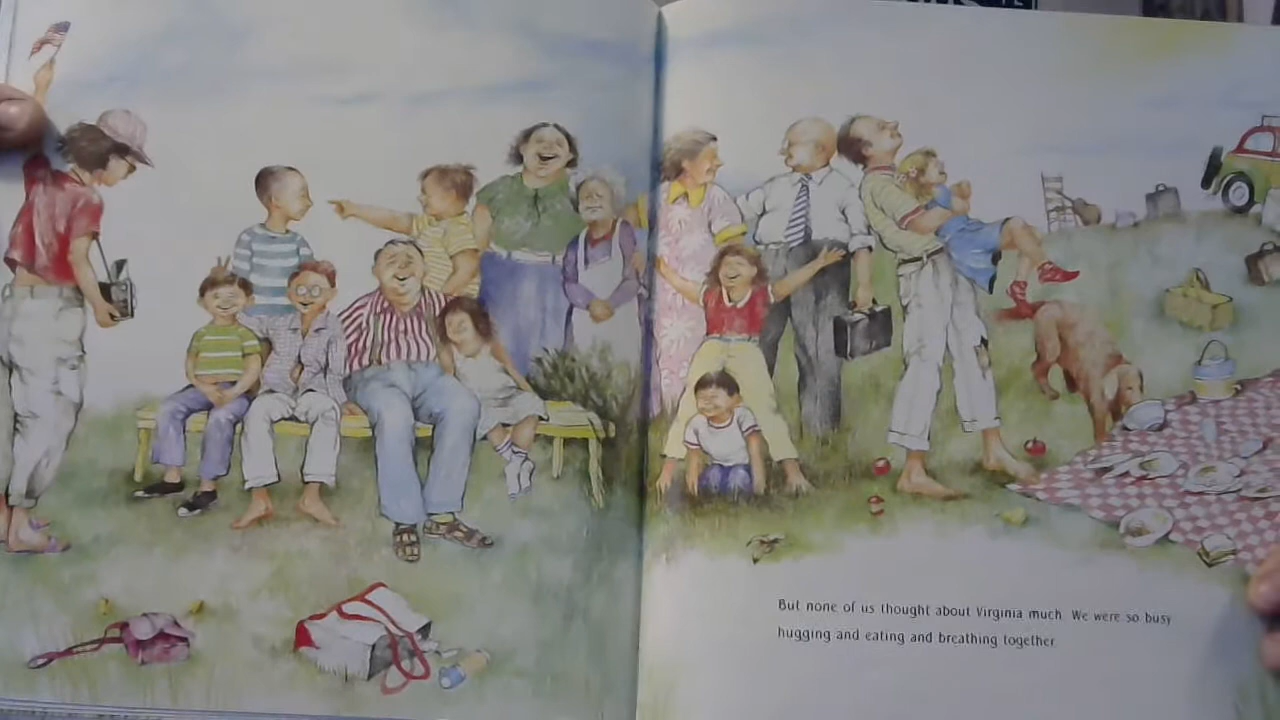 But none of us thought about Virginia much. We were so busy
hugging and eating and breathing together.